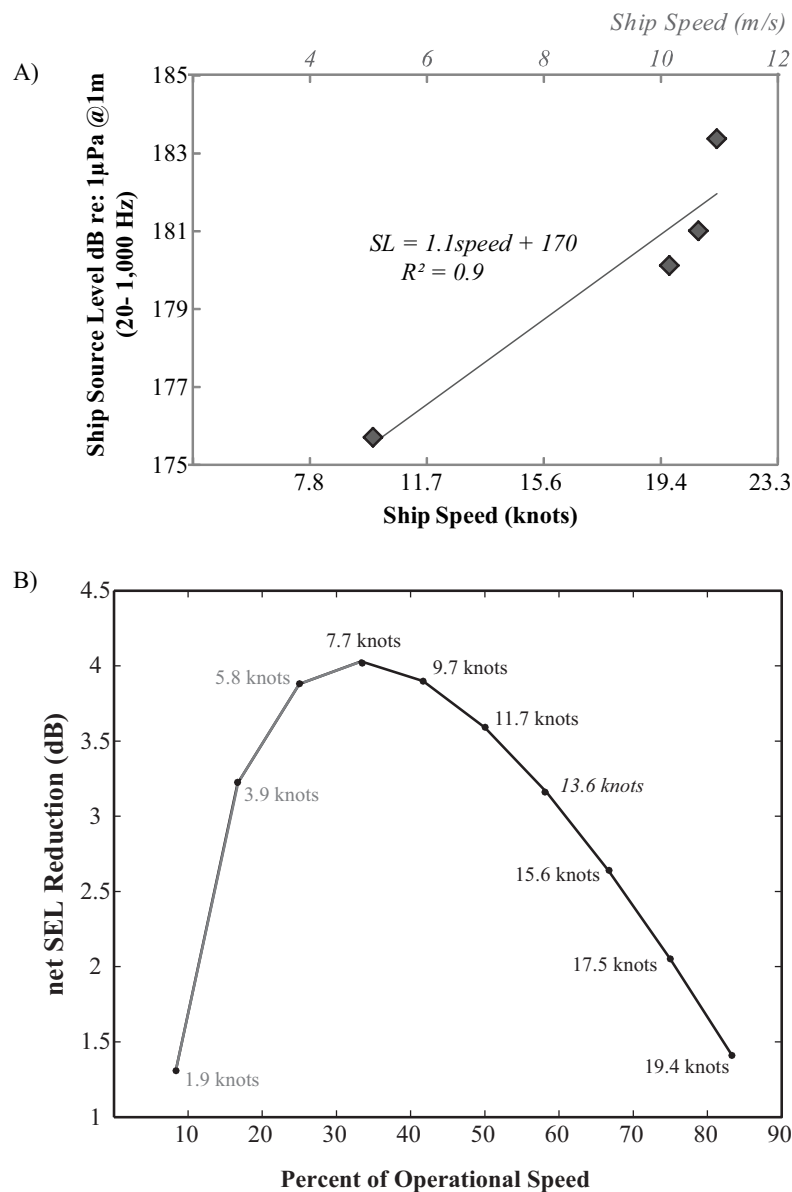 Ship Speed (m/s)
4 6 8 10 12
A)
Ship Source Level dB re: 1µPa @1m
(20- 1,000 Hz)
185
183
181
179
177
175
SL = 1.1speed + 170
R² = 0.9
7.8 11.7 15.6 19.4 23.3
Ship Speed (knots)
B)
net SEL Reduction (dB)
4.5
4
3.5
3
2.5
2
1.5
1
7.7 knots
5.8 knots
9.7 knots
11.7 knots
3.9 knots
13.6 knots
15.6 knots
17.5 knots
19.4 knots
1.9 knots
10 20 30 40 50 60 70 80 90
Percent of Operational Speed